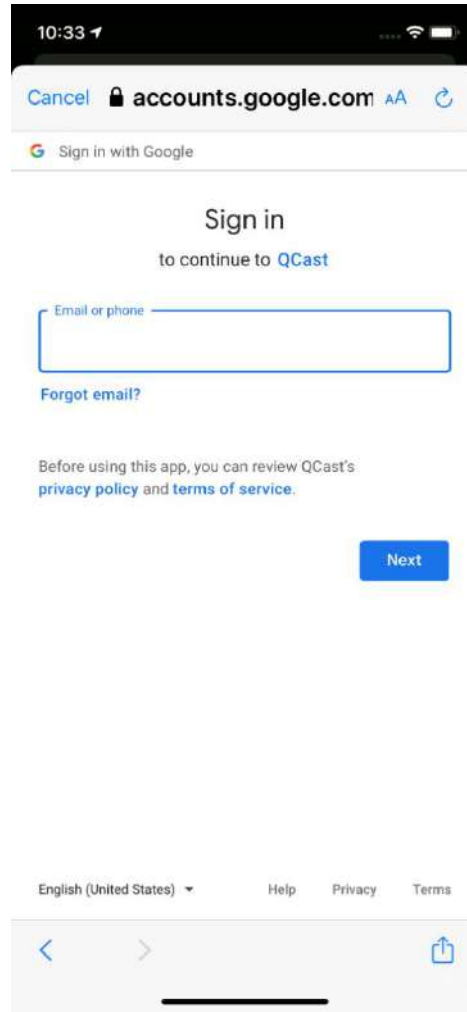 10:33
Cancel accounts.google.com AA
G Sign in with Google
Sign in
to continue to QCast
Email or phone
Forgot email?
Before using this app, you can review QCast's
privacy policy and terms of service.
Next
English (United States) Help Privacy Terms